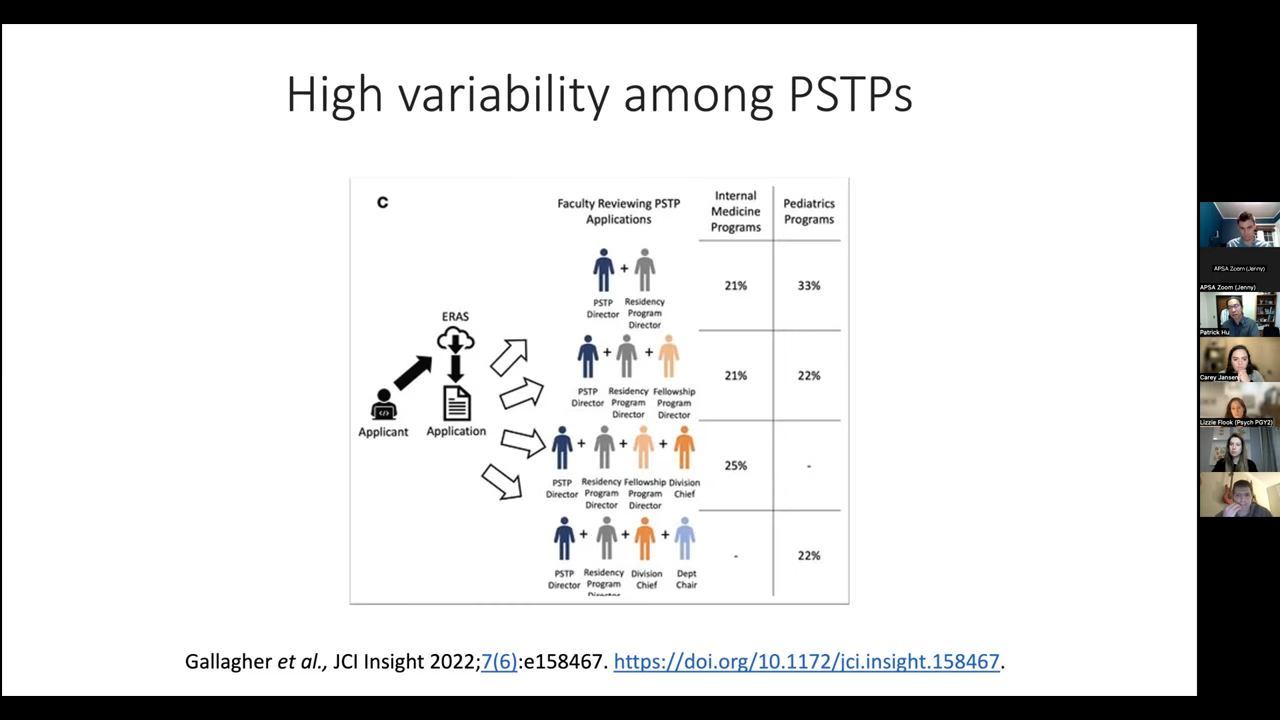 High variability among PSTPs
C
Faculty Reviewing PSTP
Applications
Internal
Medicine
Programs
Pediatrics
Programs
+
PSTP
Director
Residency
Program
Director
21%
33%
ERAS
Applicant
Application
+ +
PSTP
Director
Residency
Program
Director
Fellowship
Program
Director
21%
22%
+ + +
PSTP
Director
Residency
Program
Director
Fellowship
Program
Director
Division
Chief
25%
-
+ + +
PSTP
Director
Residency
Program
Director
Division
Chief
Dept
Chair
-
22%
Gallagher et al., JCI Insight 2022;7(6):e158467. https://doi.org/10.1172/jci.insight.158467.
APSA Zoom (Jenny)
APSA Zoom (Jenny)
Patrick Hu
Carey Jansen
Lizzie Flook (Psych PGY2)